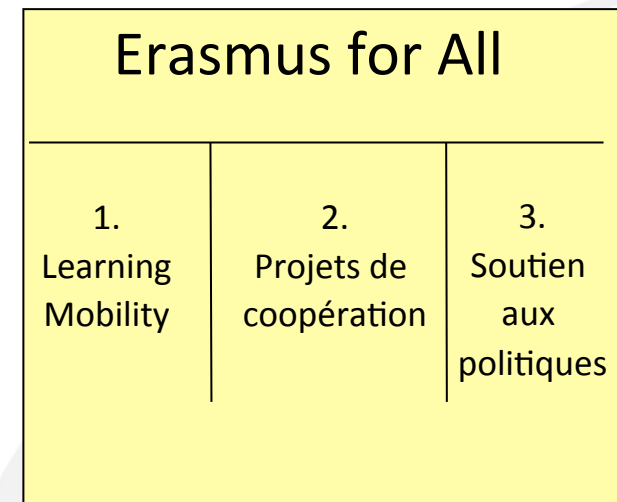 Erasmus for All
1.
Learning
Mobility
2.
Projets de
coopération
3.
Soutien
aux
politiques